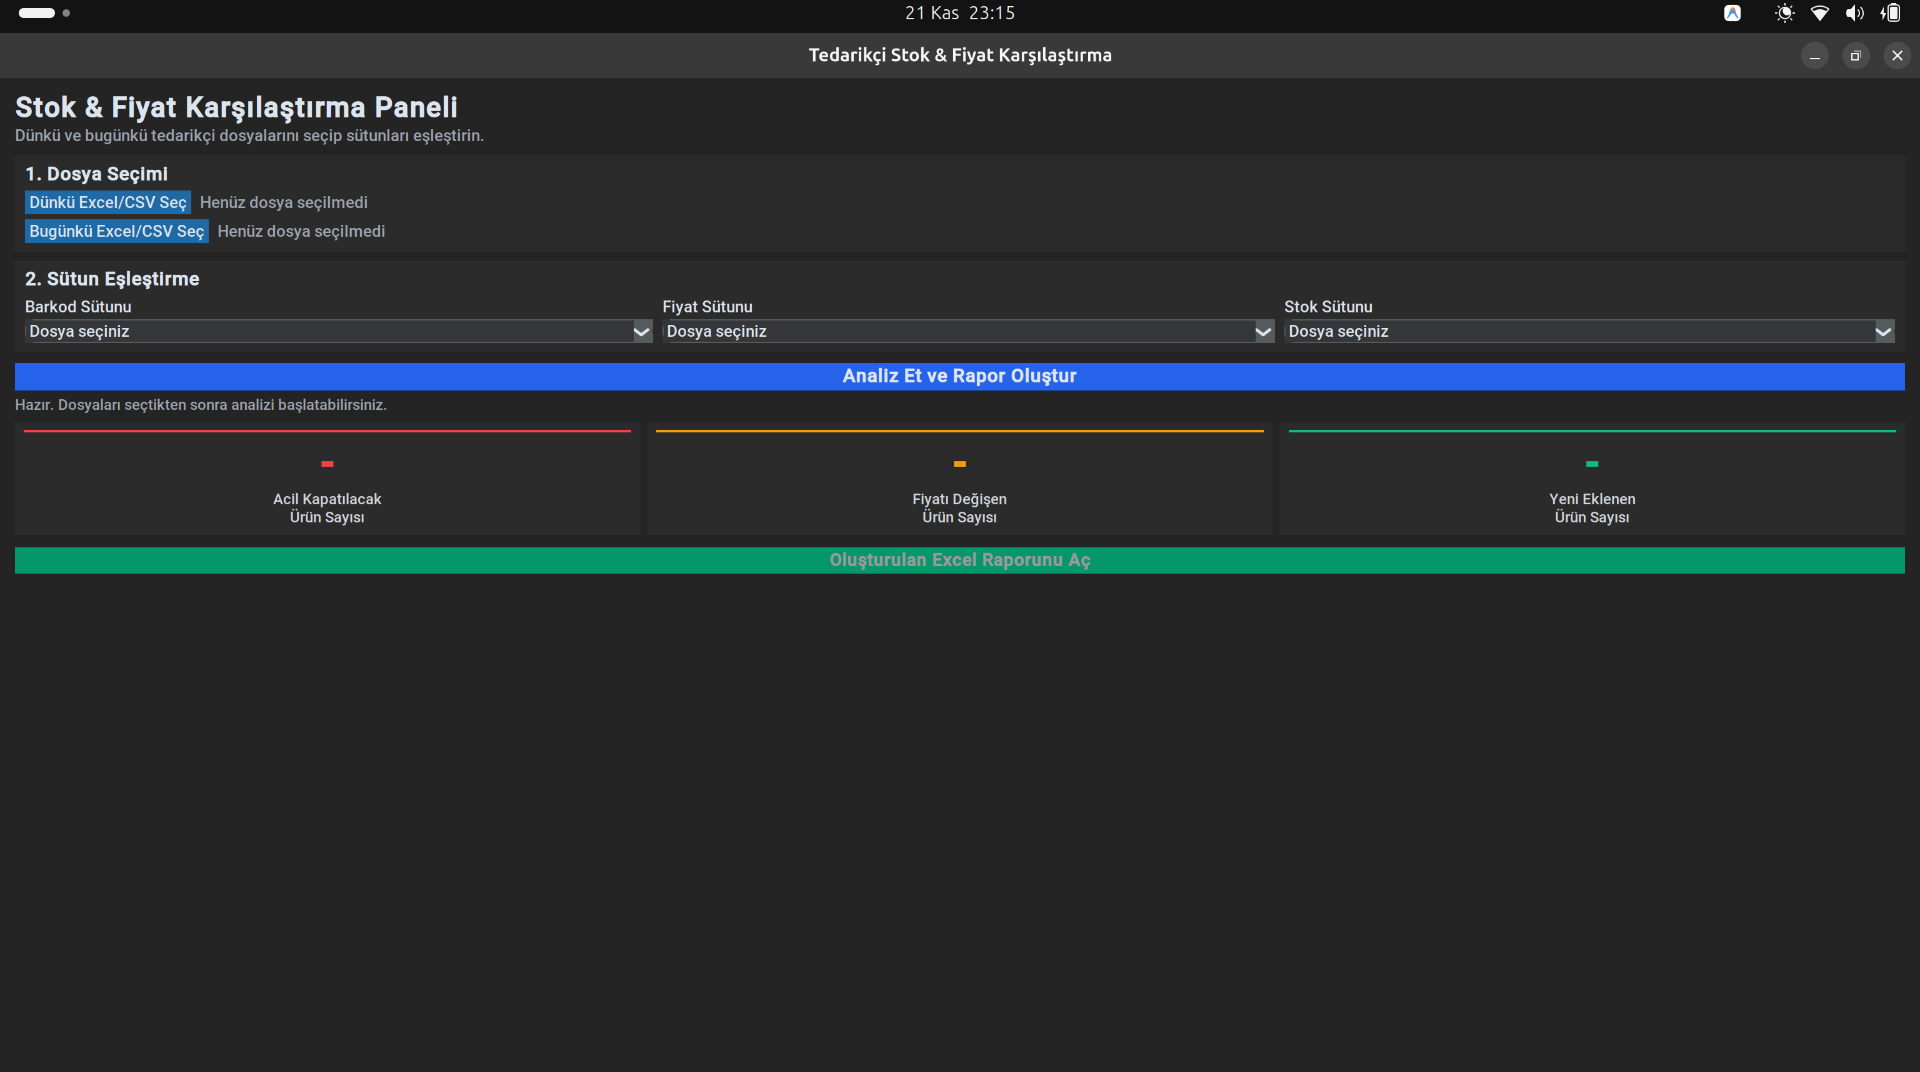 21 Kas 23:15
Tedarikçi Stok & Fiyat Karşılaştırma
Stok & Fiyat Karşılaştırma Paneli
Dünkü ve bugünkü tedarikçi dosyalarını seçip sütunları eşleştirin.
1. Dosya Seçimi
Dünkü Excel/CSV Seç Henüz dosya seçilmedi
Bugünkü Excel/CSV Seç Henüz dosya seçilmedi
2. Sütun Eşleştirme
Barkod Sütunu Fiyat Sütunu Stok Sütunu
Dosya seçiniz Dosya seçiniz Dosya seçiniz
Analiz Et ve Rapor Oluştur
Hazır. Dosyaları seçtikten sonra analizi başlatabilirsiniz.
- - -
Acil Kapatılacak Fiyatı Değişen Yeni Eklenen
Ürün Sayısı Ürün Sayısı Ürün Sayısı
Oluşturulan Excel Raporunu Aç